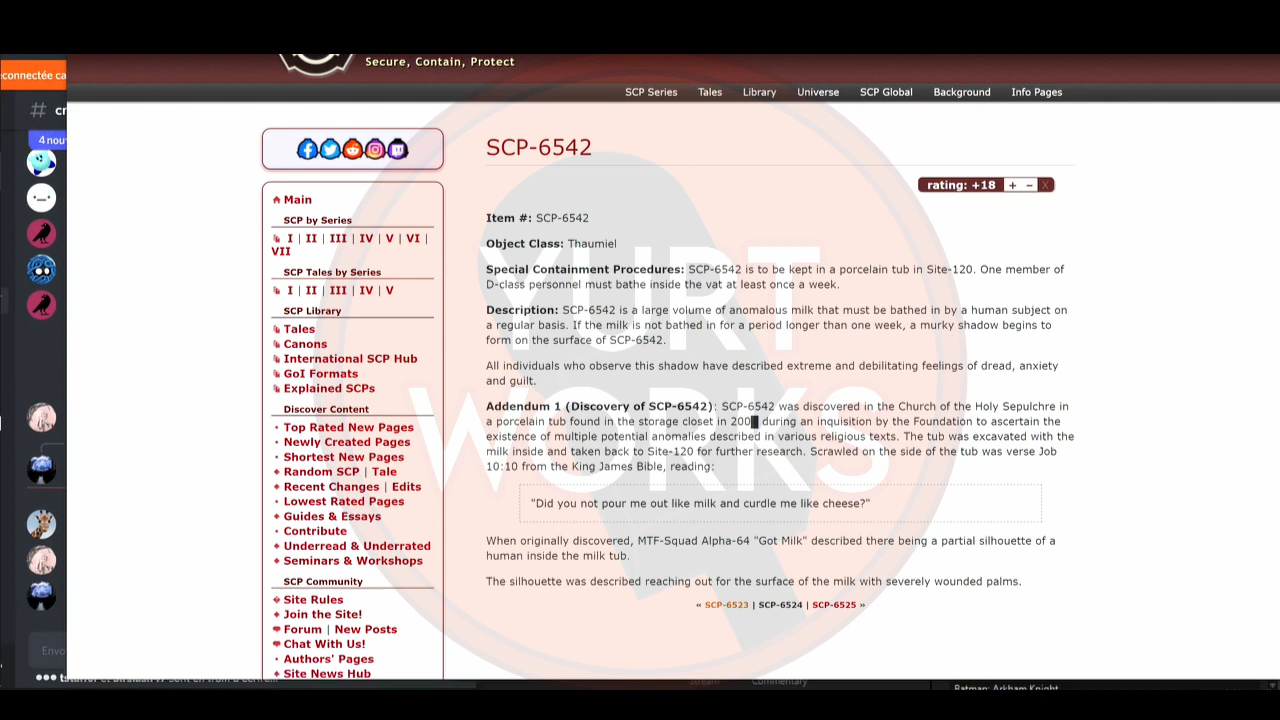 Secure, Contain, Protect
econnectée ca
SCP Series Tales Library Universe SCP Global Background Info Pages
# cr
4 nou
SCP-6542
rating: +18 + − X
Main
SCP by Series
I | II | III | IV | V | VI |
VII
SCP Tales by Series
I | II | III | IV | V
SCP Library
Tales
Canons
International SCP Hub
GoI Formats
Explained SCPs
Discover Content
Top Rated New Pages
Newly Created Pages
Shortest New Pages
Random SCP | Tale
Recent Changes | Edits
Lowest Rated Pages
Guides & Essays
Contribute
Underread & Underrated
Seminars & Workshops
SCP Community
Site Rules
Join the Site!
Forum | New Posts
Chat With Us!
Authors' Pages
Site News Hub
Item #: SCP-6542
Object Class: Thaumiel
Special Containment Procedures: SCP-6542 is to be kept in a porcelain tub in Site-120. One member of
D-class personnel must bathe inside the vat at least once a week.
Description: SCP-6542 is a large volume of anomalous milk that must be bathed in by a human subject on
a regular basis. If the milk is not bathed in for a period longer than one week, a murky shadow begins to
form on the surface of SCP-6542.
All individuals who observe this shadow have described extreme and debilitating feelings of dread, anxiety
and guilt.
Addendum 1 (Discovery of SCP-6542): SCP-6542 was discovered in the Church of the Holy Sepulchre in
a porcelain tub found in the storage closet in 200█ during an inquisition by the Foundation to ascertain the
existence of multiple potential anomalies described in various religious texts. The tub was excavated with the
milk inside and taken back to Site-120 for further research. Scrawled on the side of the tub was verse Job
10:10 from the King James Bible, reading:
"Did you not pour me out like milk and curdle me like cheese?"
When originally discovered, MTF-Squad Alpha-64 "Got Milk" described there being a partial silhouette of a
human inside the milk tub.
The silhouette was described reaching out for the surface of the milk with severely wounded palms.
« SCP-6523 | SCP-6524 | SCP-6525 »
YURT
WORKS
Envo
Stream Commentary
Batman: Arkham Knight